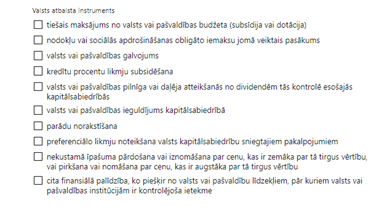 Valsts atbalsta instruments
tiešais maksājums no valsts vai pašvaldības budžeta (subsīdija vai dotācija)
nodokļu vai sociālās apdrošināšanas obligāto iemaksu jomā veiktais pasākums
valsts vai pašvaldības galvojums
kredītu procentu likmju subsidēšana
valsts vai pašvaldības pilnīga vai daļēja atteikšanās no dividendēm tās kontrolē esošajās
kapitālsabiedrībās
valsts vai pašvaldības ieguldījums kapitālsabiedrībā
parādu norakstīšana
preferenciālo likmju noteikšana valsts kapitālsabiedrību sniegtajiem pakalpojumiem
nekustamā īpašuma pārdošana vai iznomāšana par cenu, kas ir zemāka par tā tirgus vērtību,
vai pirkšana vai nomāšana par cenu, kas ir augstāka par tā tirgus vērtību
cita finansiālā palīdzība, ko piešķir no valsts vai pašvaldību līdzekļiem, pār kuriem valsts vai
pašvaldības institūcijām ir kontrolējoša ietekme